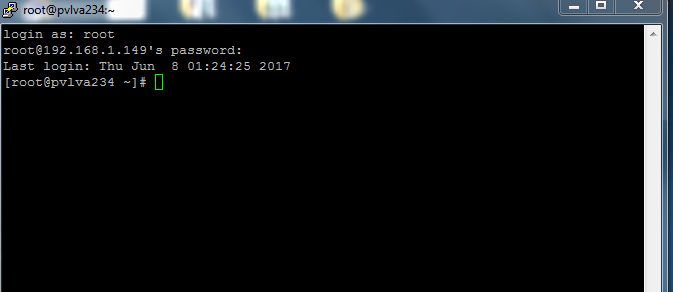 root@pvlva234:~
login as: root
root@192.168.1.149's password:
Last login: Thu Jun  8 01:24:25 2017
[root@pvlva234 ~]#